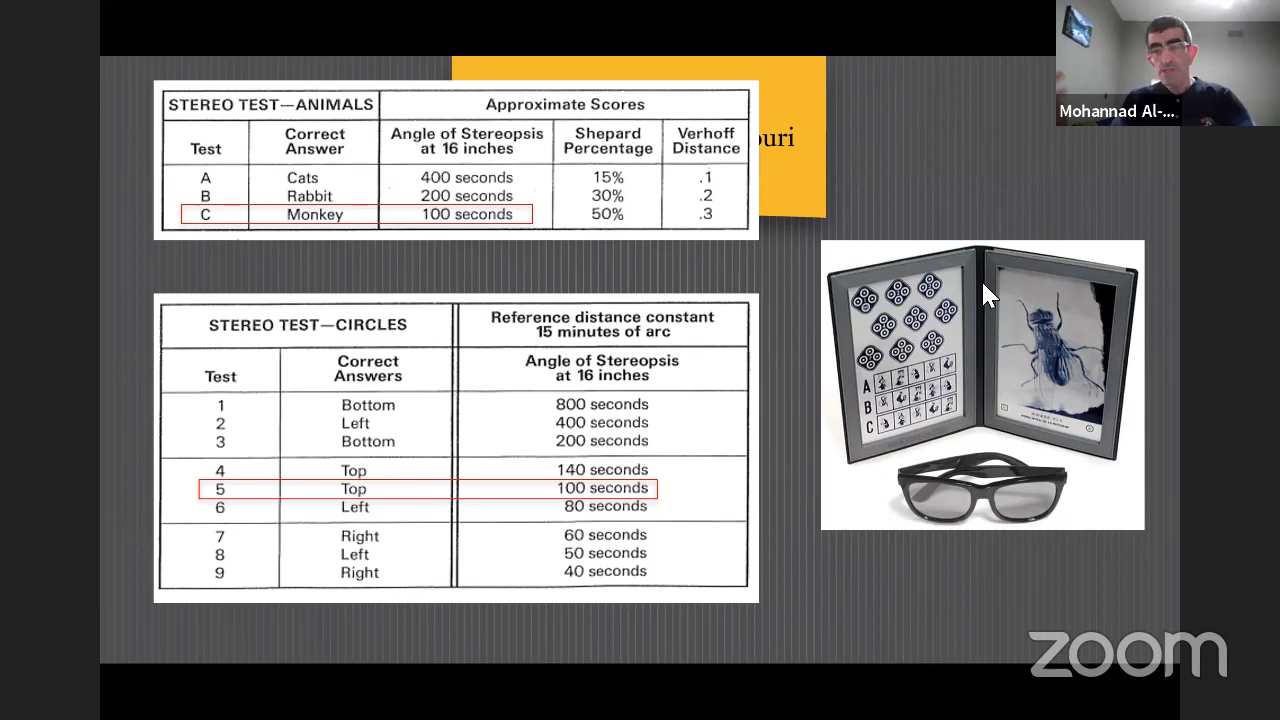 Mohannad Al-...
ouri
STEREO TEST—ANIMALS Approximate Scores
Test Correct Answer Angle of Stereopsis at 16 inches Shepard Percentage Verhoff Distance
A Cats 400 seconds 15% .1
B Rabbit 200 seconds 30% .2
C Monkey 100 seconds 50% .3
STEREO TEST—CIRCLES Reference distance constant 15 minutes of arc
Test Correct Answers Angle of Stereopsis at 16 inches
1 Bottom 800 seconds
2 Left 400 seconds
3 Bottom 200 seconds
4 Top 140 seconds
5 Top 100 seconds
6 Left 80 seconds
7 Right 60 seconds
8 Left 50 seconds
9 Right 40 seconds
A
B
C
zoom